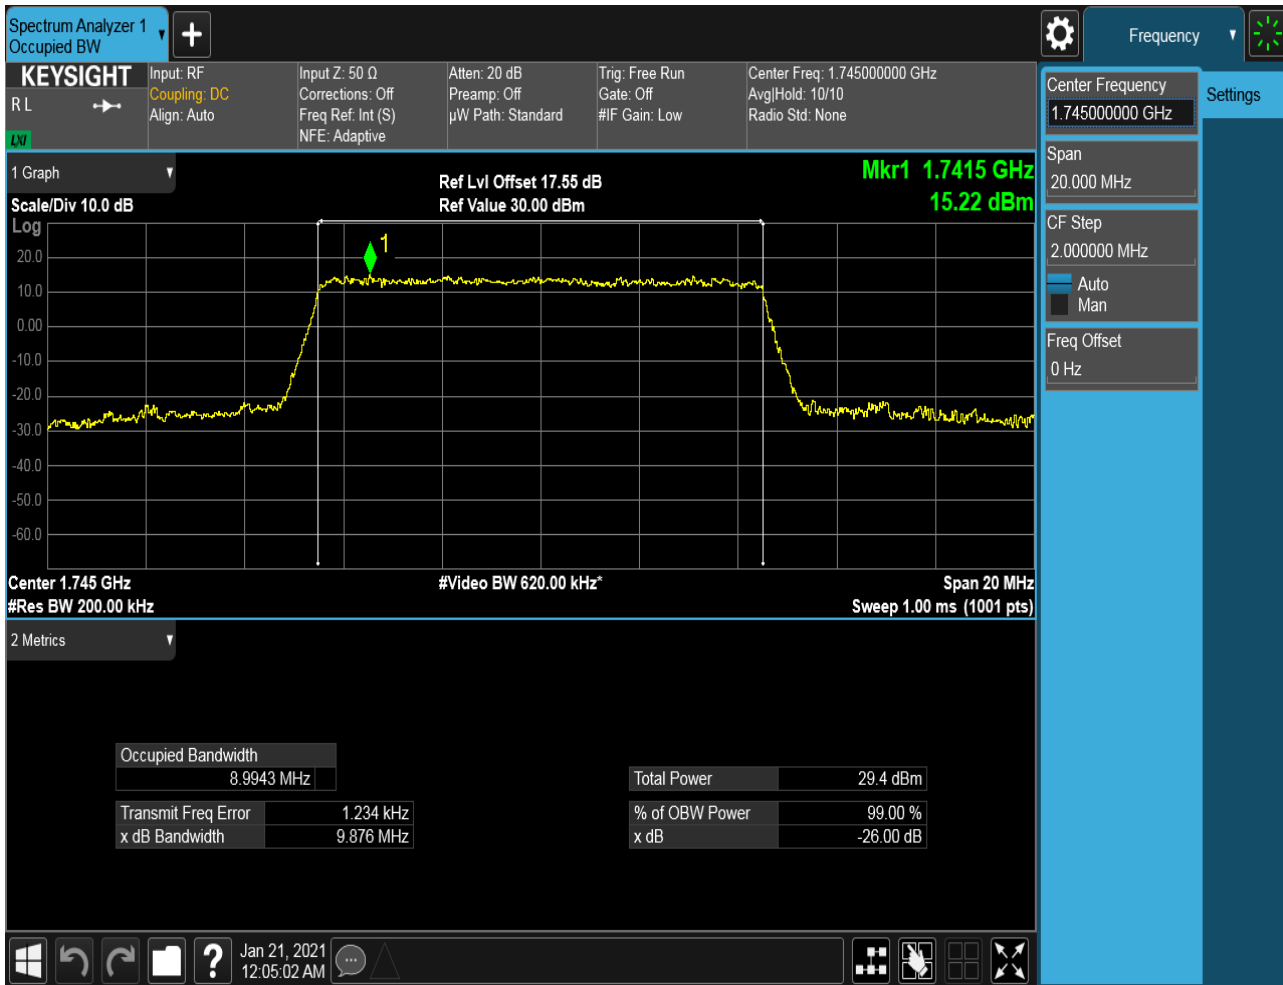 Spectrum Analyzer 1
Occupied BW
+
Frequency
KEYSIGHT
R L
LXI
Input: RF
Coupling: DC
Align: Auto
Input Z: 50 Ω
Corrections: Off
Freq Ref: Int (S)
NFE: Adaptive
Atten: 20 dB
Preamp: Off
µW Path: Standard
Trig: Free Run
Gate: Off
#IF Gain: Low
Center Freq: 1.745000000 GHz
Avg|Hold: 10/10
Radio Std: None
Center Frequency
1.745000000 GHz
Settings
Span
20.000 MHz
CF Step
2.000000 MHz
Auto
Man
Freq Offset
0 Hz
1 Graph
Scale/Div 10.0 dB
Ref Lvl Offset 17.55 dB
Ref Value 30.00 dBm
Mkr1 1.7415 GHz
15.22 dBm
Log
1
20.0
10.0
0.00
-10.0
-20.0
-30.0
-40.0
-50.0
-60.0
Center 1.745 GHz
#Res BW 200.00 kHz
#Video BW 620.00 kHz*
Span 20 MHz
Sweep 1.00 ms (1001 pts)
2 Metrics
Occupied Bandwidth
8.9943 MHz
Transmit Freq Error 1.234 kHz
x dB Bandwidth 9.876 MHz
Total Power 29.4 dBm
% of OBW Power 99.00 %
x dB -26.00 dB
?
Jan 21, 2021
12:05:02 AM